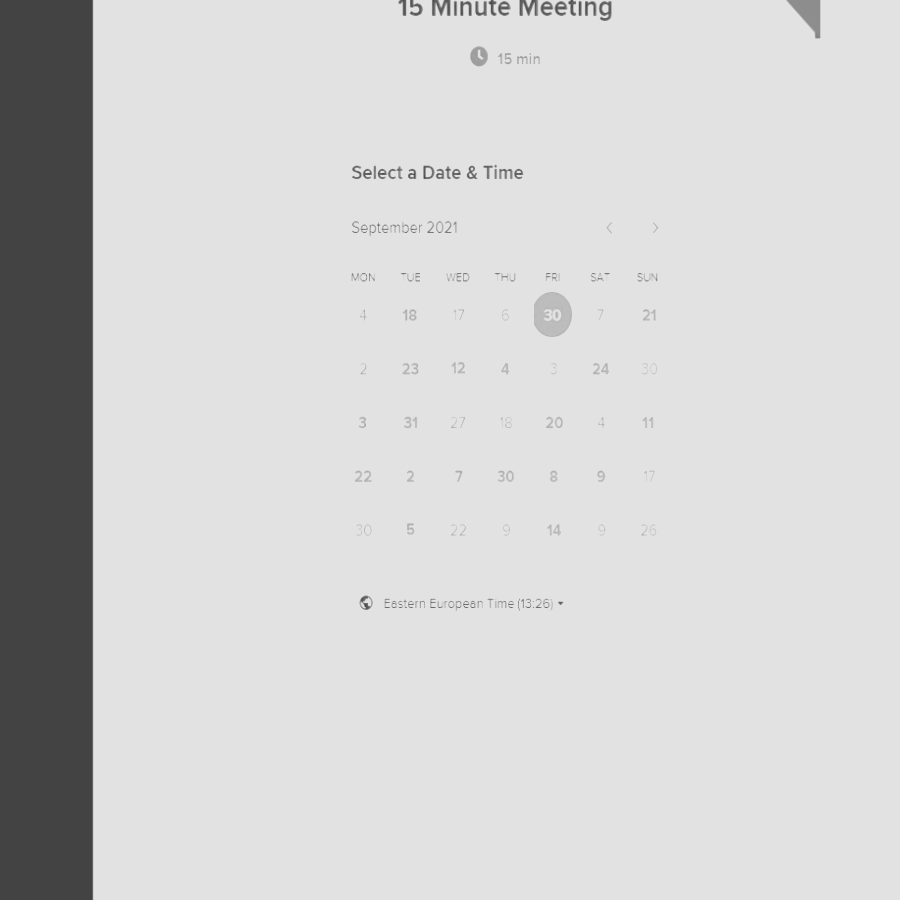 15 Minute Meeting
15 min
Select a Date & Time
September 2021
MON TUE WED THU FRI SAT SUN
4 18 17 6 30 7 21
2 23 12 4 3 24 30
3 31 27 18 20 4 11
22 2 7 30 8 9 17
30 5 22 9 14 9 26
Eastern European Time (13:26)